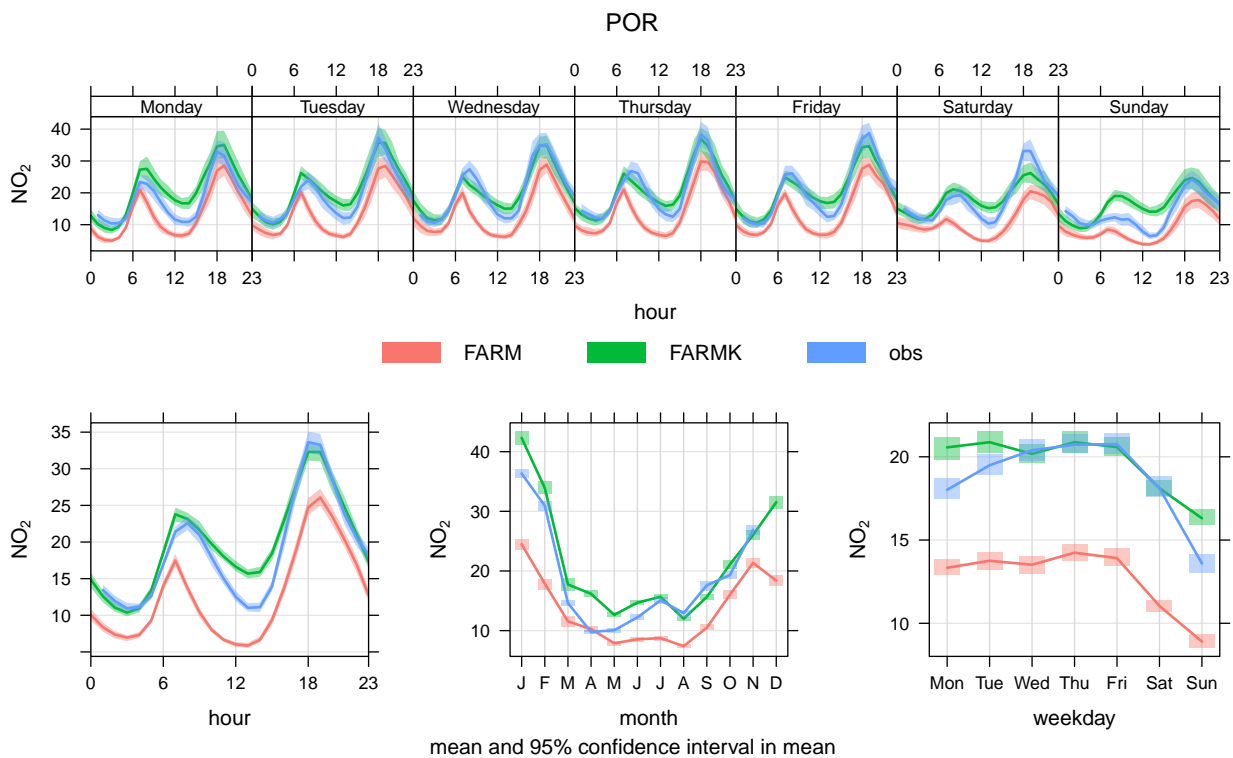 POR
0 6 12 18 23 0 6 12 18 23 0 6 12 18 23
Monday Tuesday Wednesday Thursday Friday Saturday Sunday
NO₂
40
30
20
10
0 6 12 18 23 0 6 12 18 23 0 6 12 18 23 0 6 12 18 23
hour
FARM FARMK obs
NO₂
35
30
25
20
15
10
0 6 12 18 23
hour
NO₂
40
30
20
10
J F M A M J J A S O N D
month
NO₂
20
15
10
Mon Tue Wed Thu Fri Sat Sun
weekday
mean and 95% confidence interval in mean